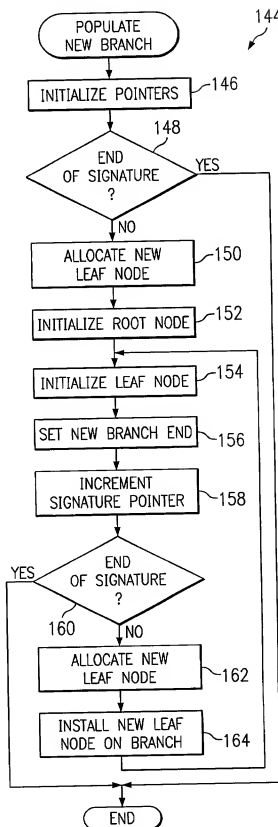 POPULATE
NEW BRANCH
144
INITIALIZE POINTERS
146
148
END
OF SIGNATURE
?
YES
NO
ALLOCATE NEW
LEAF NODE
150
INITIALIZE ROOT NODE
152
INITIALIZE LEAF NODE
154
SET NEW BRANCH END
156
INCREMENT
SIGNATURE POINTER
158
YES
END
OF SIGNATURE
?
160
NO
ALLOCATE NEW
LEAF NODE
162
INSTALL NEW LEAF
NODE ON BRANCH
164
END